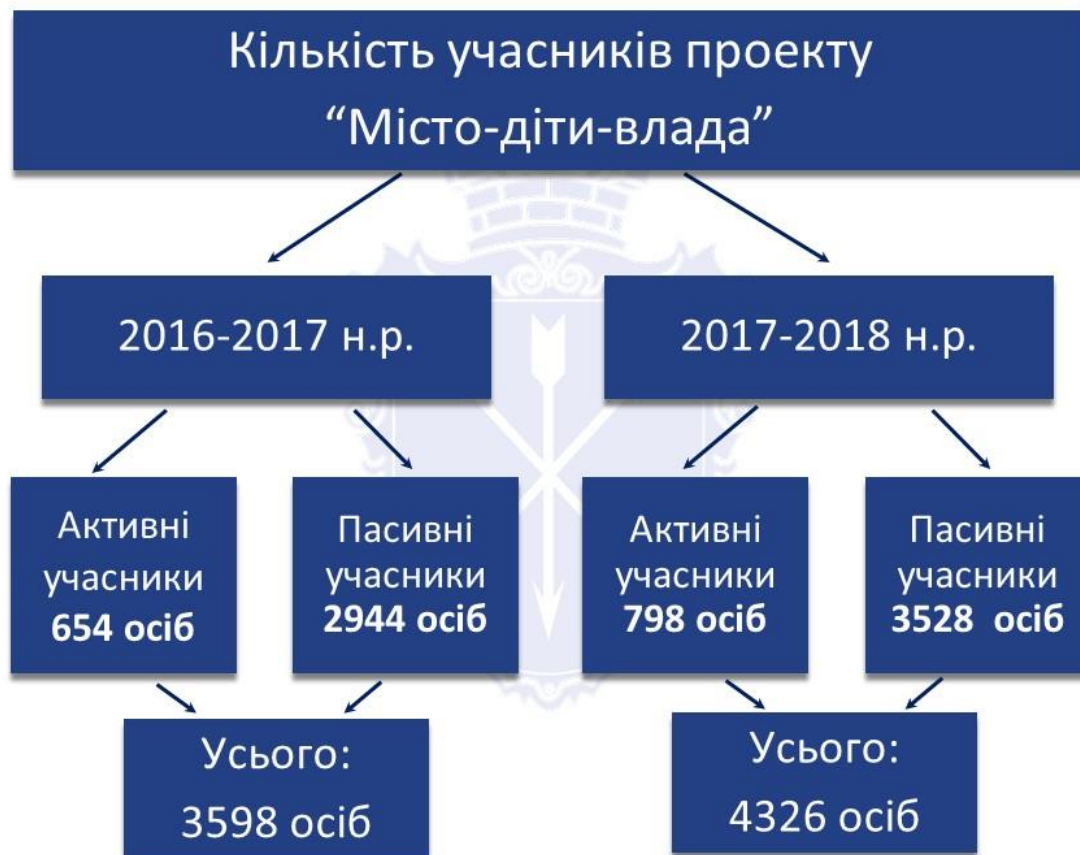 Кількість учасників проекту
“Місто-діти-влада”
2016-2017 н.р.
2017-2018 н.р.
Активні
учасники
654 осіб
Пасивні
учасники
2944 осіб
Активні
учасники
798 осіб
Пасивні
учасники
3528 осіб
Усього:
3598 осіб
Усього:
4326 осіб